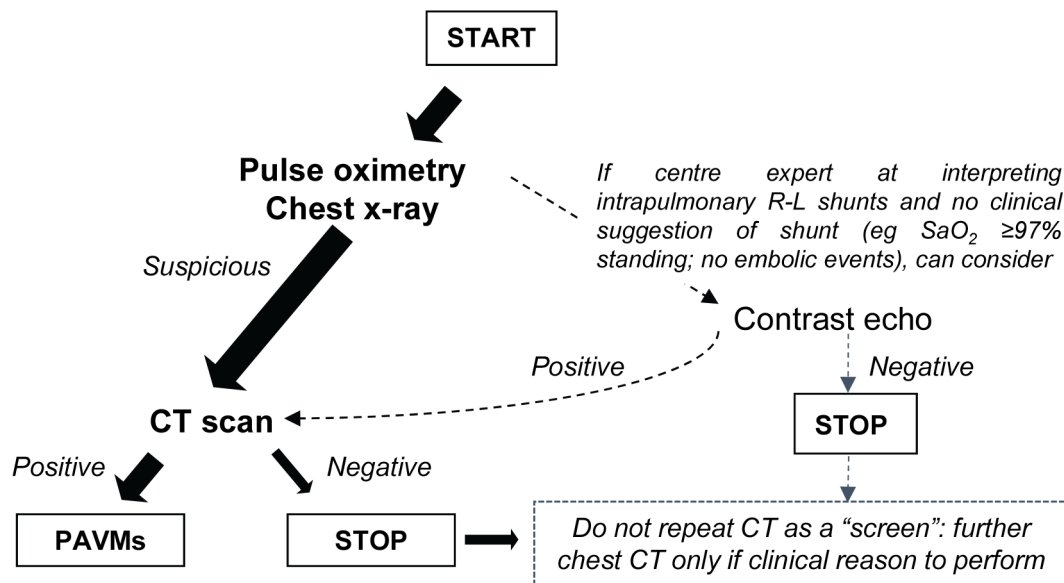 START
Pulse oximetry
Chest x-ray
If centre expert at interpreting
intrapulmonary R-L shunts and no clinical
suggestion of shunt (eg SaO₂ ≥97%
standing; no embolic events), can consider
Suspicious
Contrast echo
Positive
Negative
CT scan
STOP
Positive
Negative
PAVMs
STOP
Do not repeat CT as a “screen”: further
chest CT only if clinical reason to perform